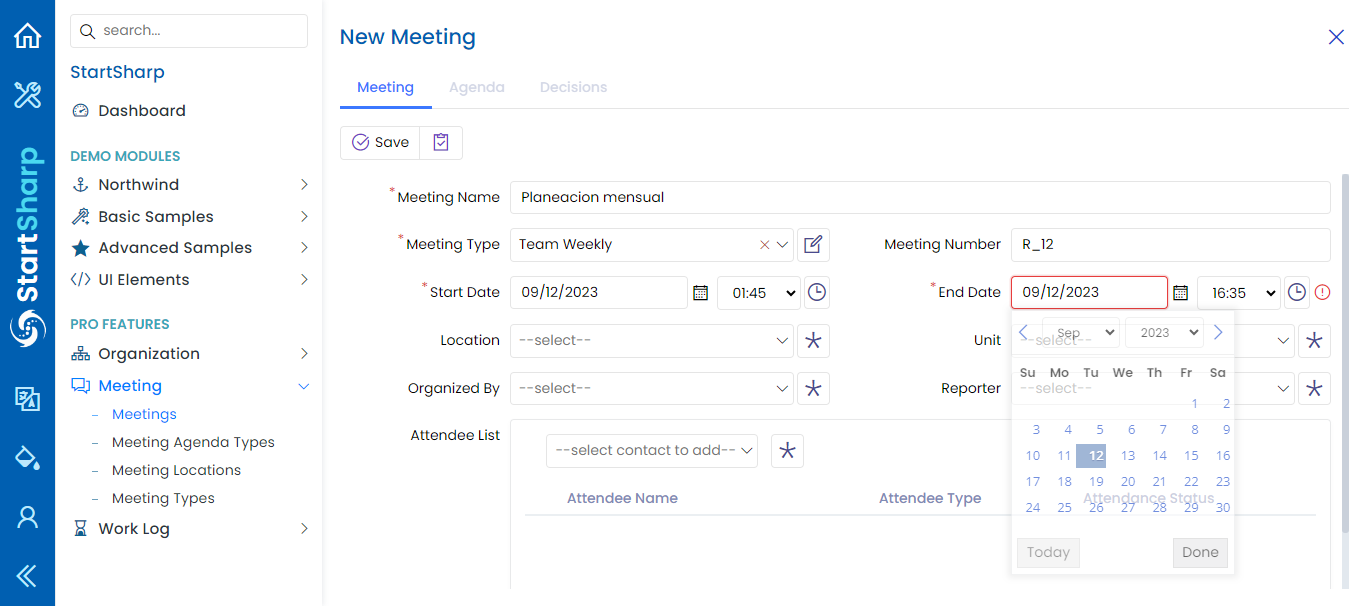 search...
StartSharp
Dashboard
DEMO MODULES
Northwind
Basic Samples
Advanced Samples
UI Elements
PRO FEATURES
Organization
Meeting
Meetings
Meeting Agenda Types
Meeting Locations
Meeting Types
Work Log
StartSharp
New Meeting
Meeting Agenda Decisions
Save
*Meeting Name Planeacion mensual
*Meeting Type Team Weekly Meeting Number R_12
*Start Date 09/12/2023 01:45 *End Date 09/12/2023 16:35
Location --select-- Unit --select--
Organized By --select-- Reporter --select--
Attendee List
--select contact to add--
Attendee Name Attendee Type Attendance Status
Sep 2023
Su Mo Tu We Th Fr Sa
1 2
3 4 5 6 7 8 9
10 11 12 13 14 15 16
17 18 19 20 21 22 23
24 25 26 27 28 29 30
Today Done